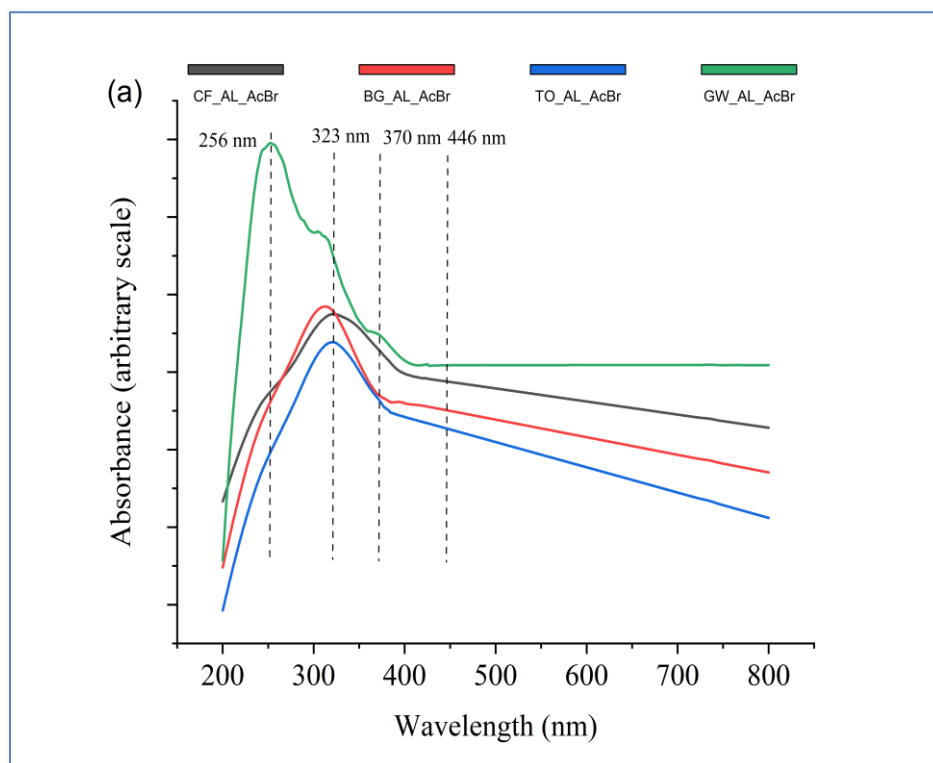 (a)
CF_AL_AcBr BG_AL_AcBr TO_AL_AcBr GW_AL_AcBr
256 nm 323 nm 370 nm 446 nm
Absorbance (arbitrary scale)
200 300 400 500 600 700 800
Wavelength (nm)